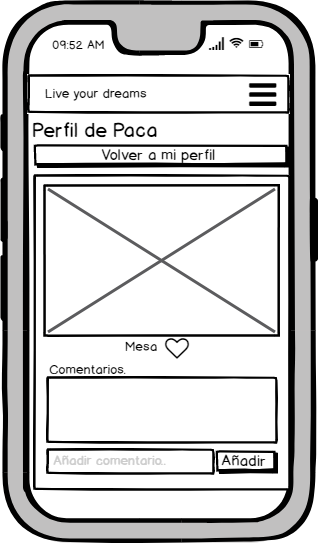 09:52 AM
Live your dreams
Perfil de Paca
Volver a mi perfil
Mesa
Comentarios.
Añadir comentario..
Añadir